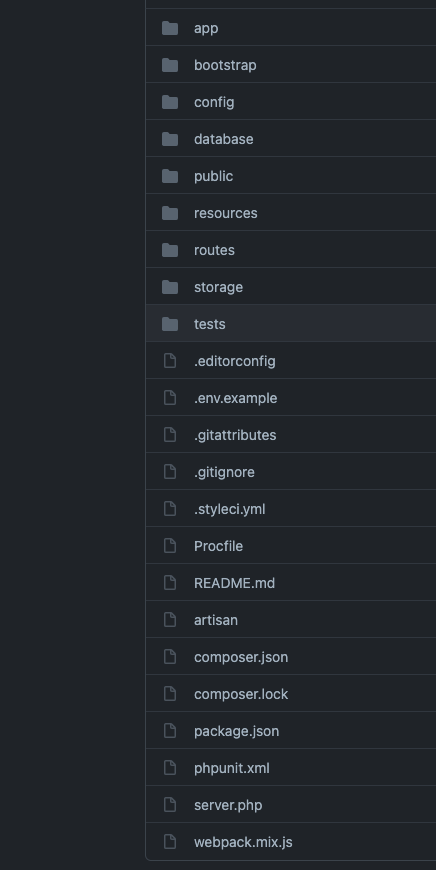 app
bootstrap
config
database
public
resources
routes
storage
tests
.editorconfig
.env.example
.gitattributes
.gitignore
.styleci.yml
Procfile
README.md
artisan
composer.json
composer.lock
package.json
phpunit.xml
server.php
webpack.mix.js